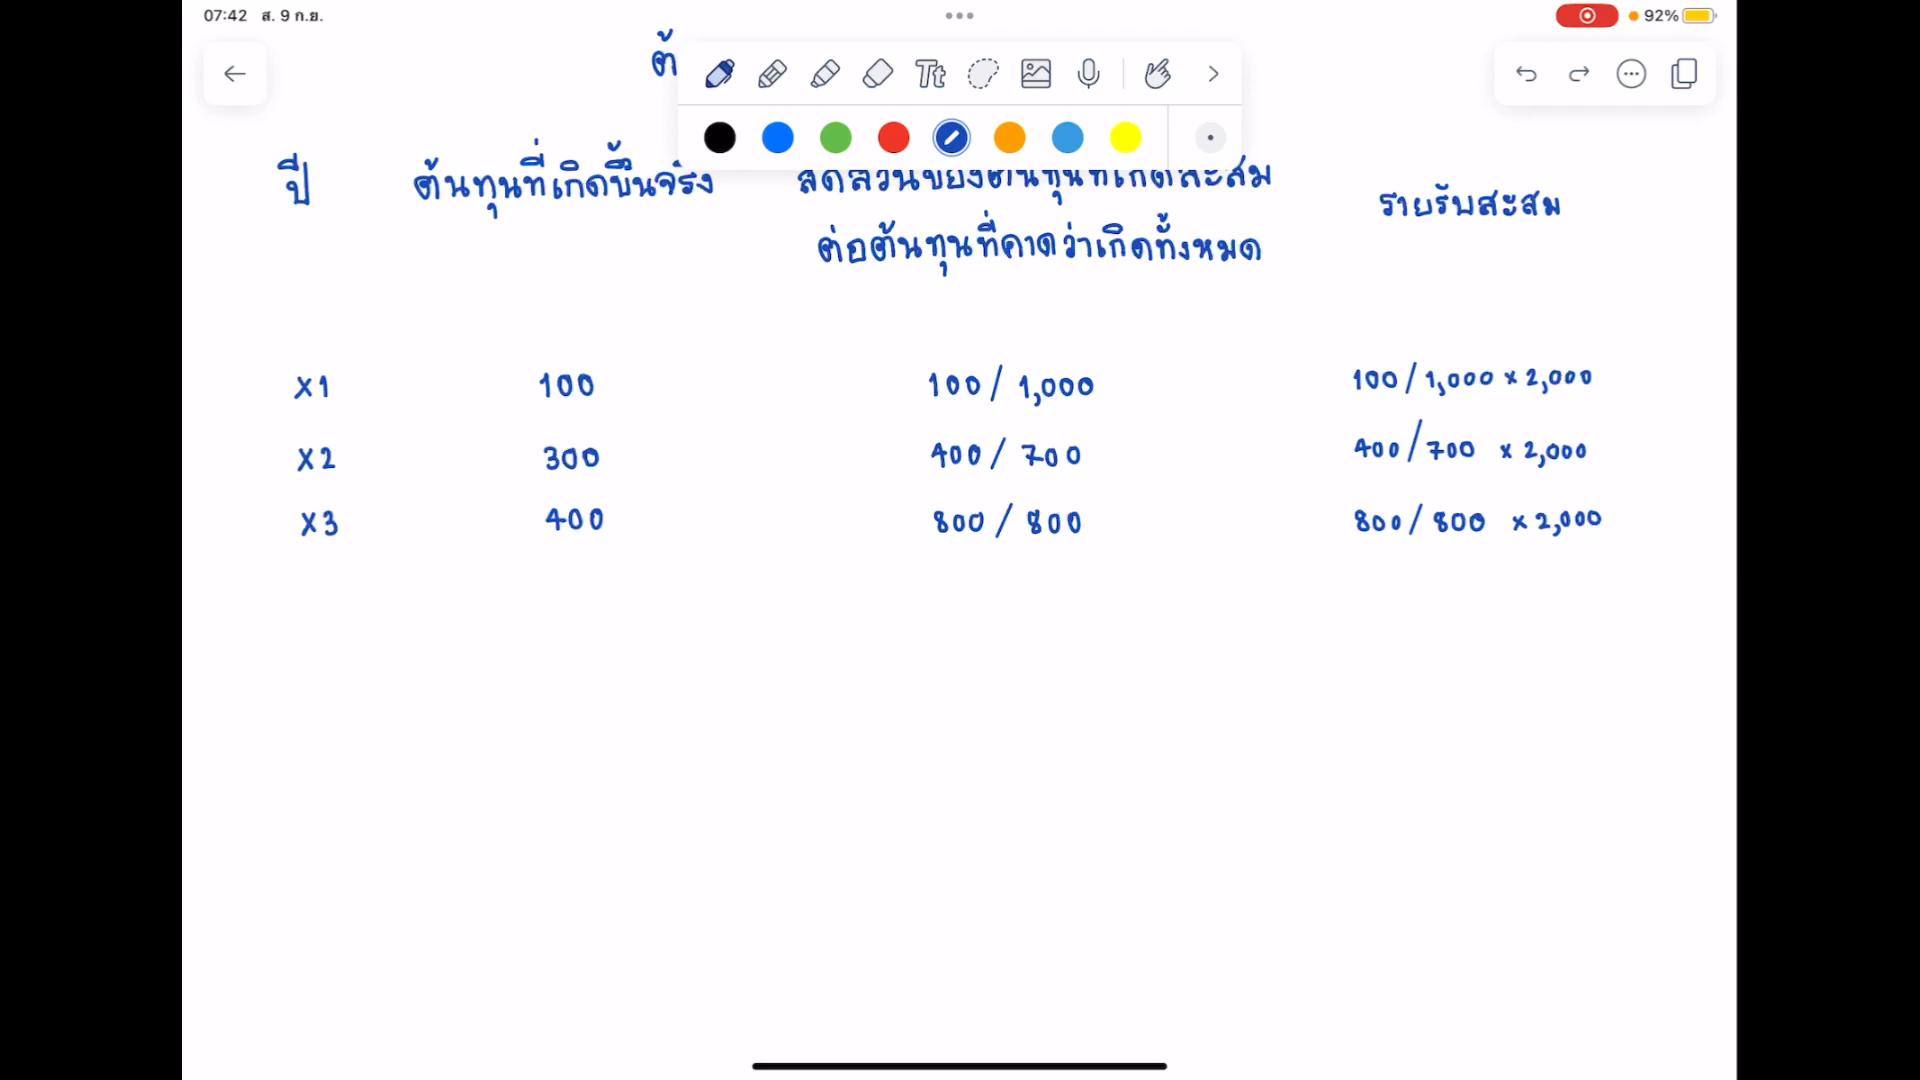 07:42 ส. 9 ก.ย.
92%
ต้
Tt
ปี ต้นทุนที่เกิดขึ้นจริง สัดส่วนของต้นทุนที่เกิดสะสม รายรับสะสม
ต่อต้นทุนที่คาดว่าเกิดทั้งหมด
X1 100 100 / 1,000 100 / 1,000 x 2,000
X2 300 400 / 700 400 / 700 x 2,000
X3 400 800 / 800 800 / 800 x 2,000